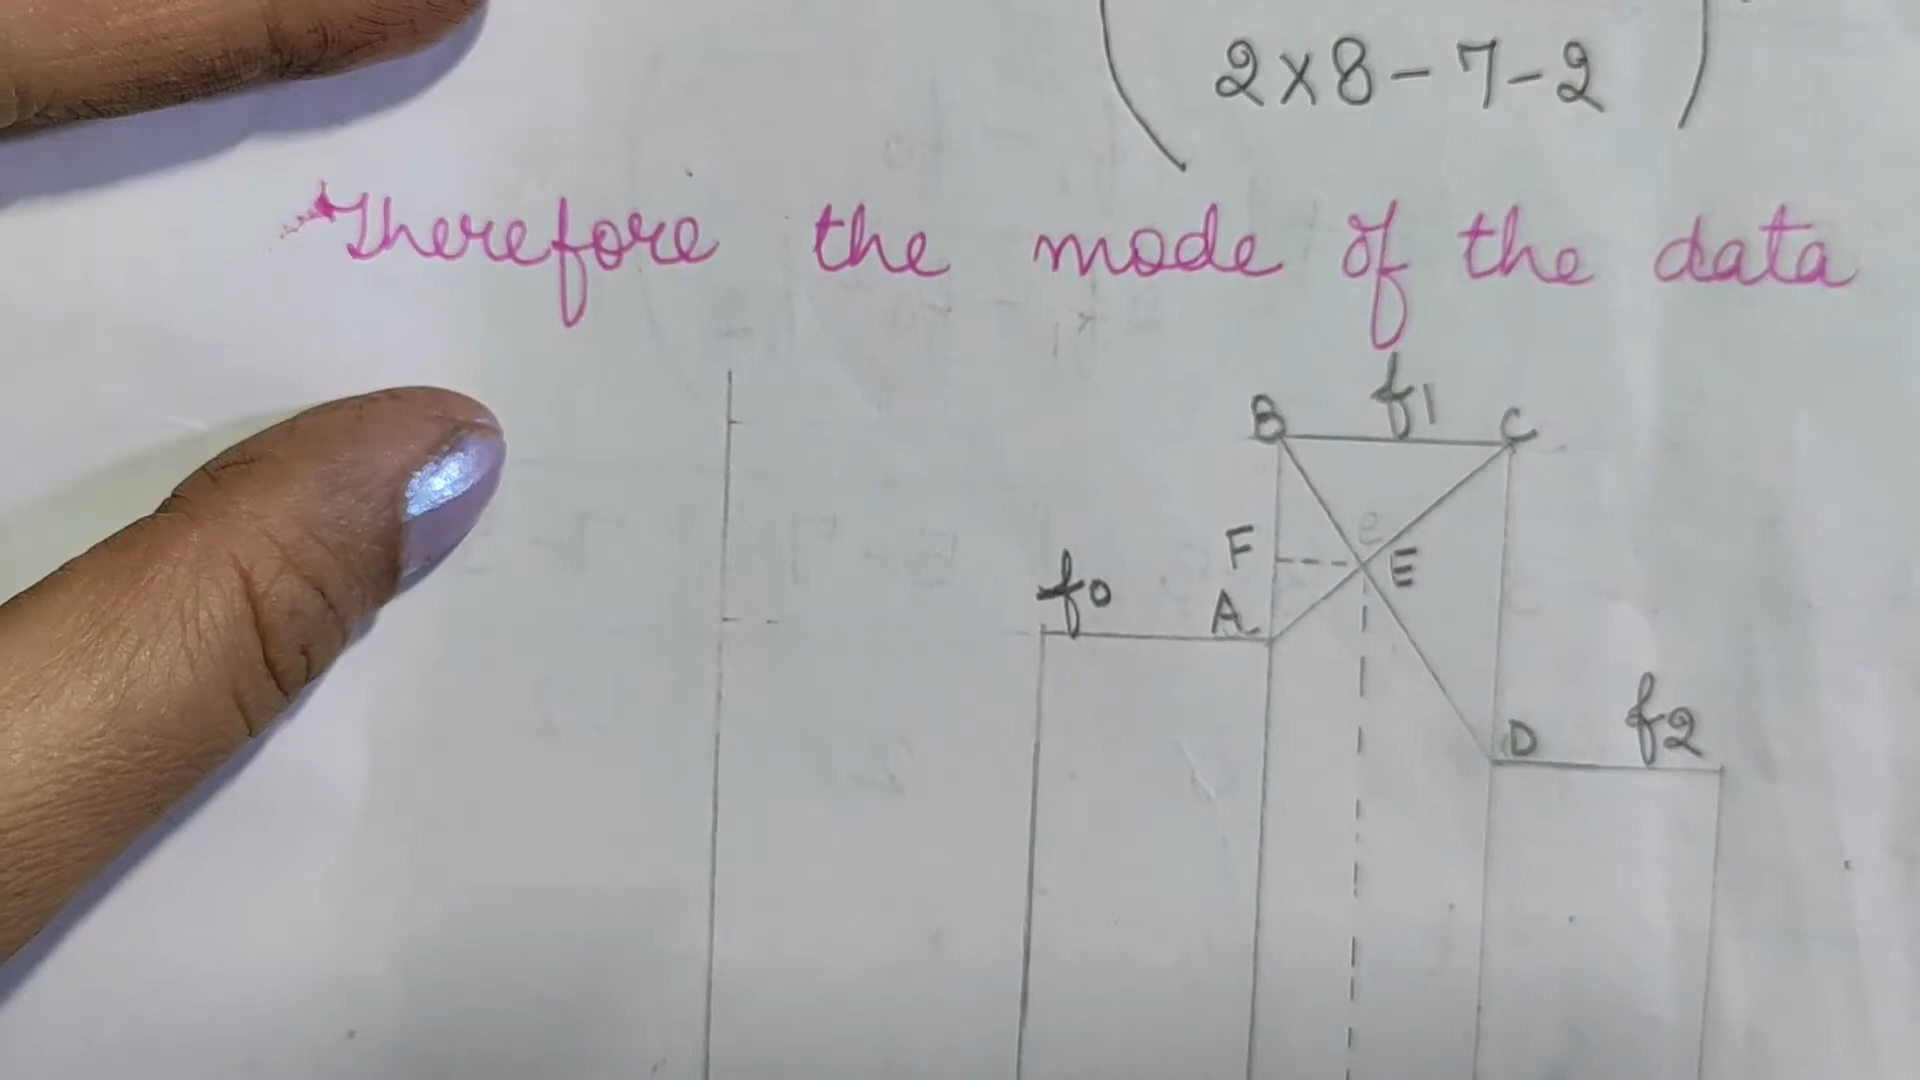 2×8-7-2
Therefore the mode of the data
f1
B C
F E
f0 A
D f2